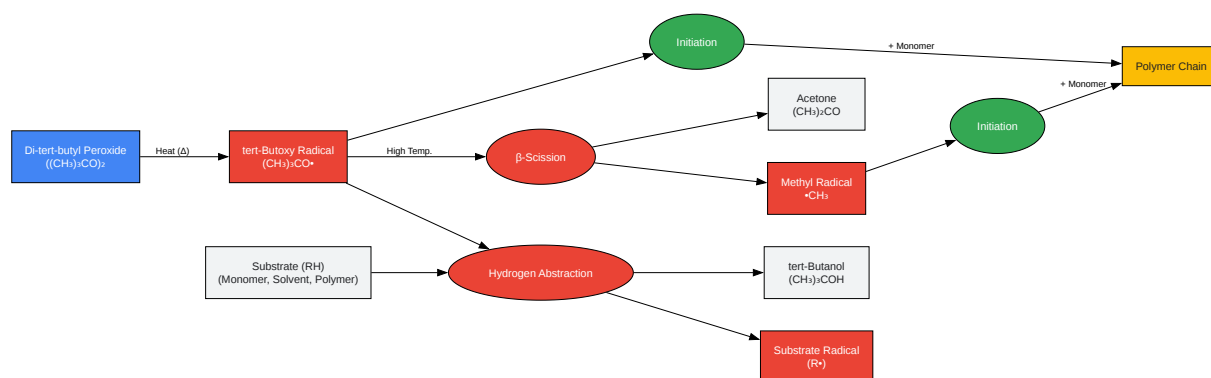 Initiation
+ Monomer
Polymer Chain
+ Monomer
Acetone
(CH₃)₂CO
Initiation
Di-tert-butyl Peroxide
((CH₃)₃CO)₂
Heat (Δ)
tert-Butoxy Radical
(CH₃)₃CO•
High Temp.
β-Scission
Methyl Radical
•CH₃
Substrate (RH)
(Monomer, Solvent, Polymer)
Hydrogen Abstraction
tert-Butanol
(CH₃)₃COH
Substrate Radical
(R•)